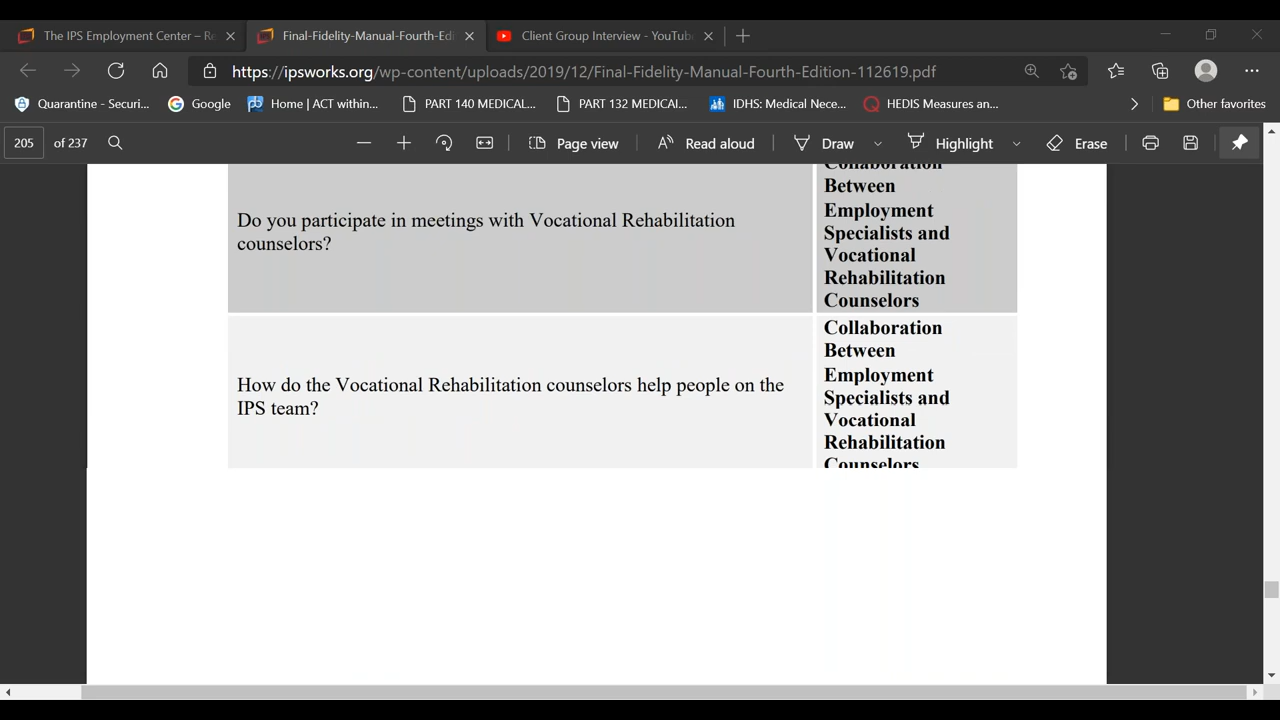 The IPS Employment Center – Re
Final-Fidelity-Manual-Fourth-Edi
Client Group Interview - YouTube
https://ipsworks.org/wp-content/uploads/2019/12/Final-Fidelity-Manual-Fourth-Edition-112619.pdf
Quarantine - Securi...
Google
Home | ACT within...
PART 140 MEDICAL...
PART 132 MEDICAI...
IDHS: Medical Nece...
HEDIS Measures an...
Other favorites
205 of 237
Page view
Read aloud
Draw
Highlight
Erase
Do you participate in meetings with Vocational Rehabilitation
counselors?
Collaboration
Between
Employment
Specialists and
Vocational
Rehabilitation
Counselors
How do the Vocational Rehabilitation counselors help people on the
IPS team?
Collaboration
Between
Employment
Specialists and
Vocational
Rehabilitation
Counselors